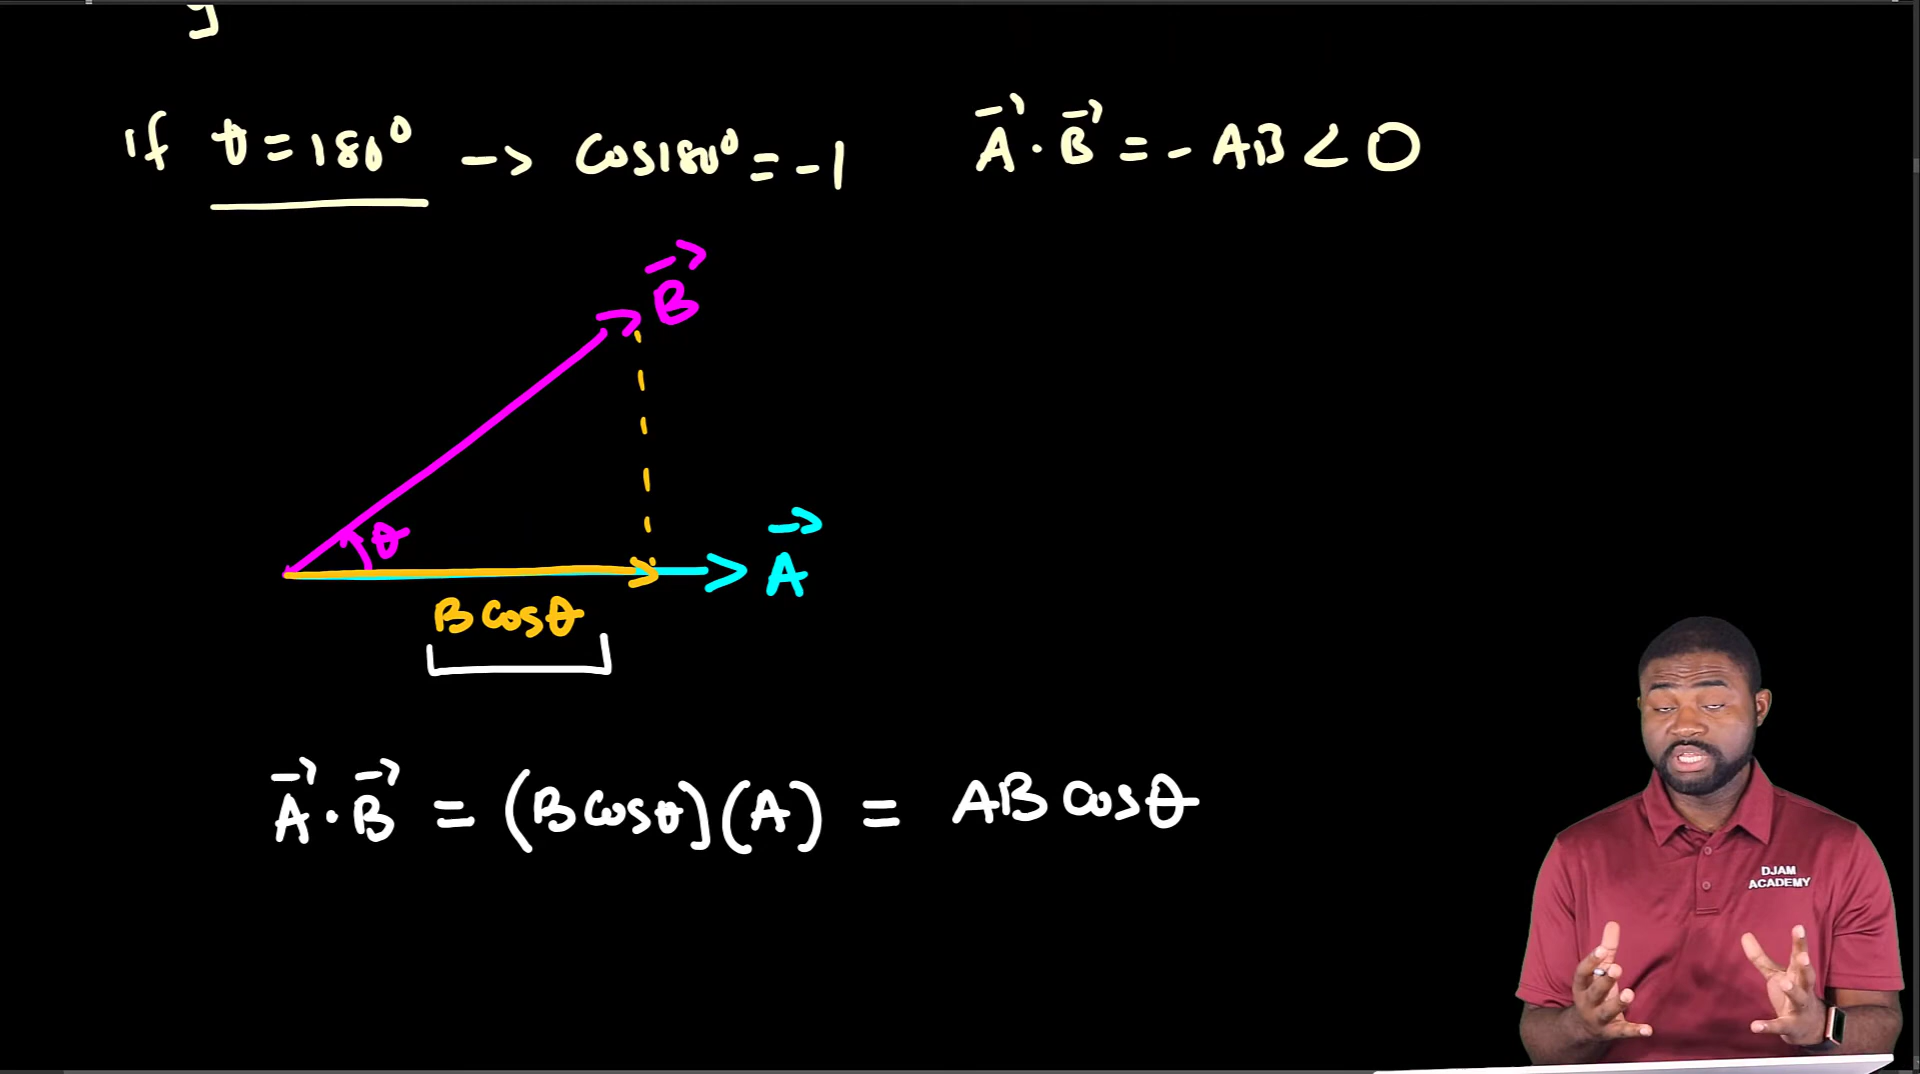 y
if θ = 180° -> cos180° = -1 A⃗ · B⃗ = - AB < 0
B⃗
θ
A⃗
B cosθ
A⃗ · B⃗ = (B cosθ)(A) = AB cosθ
DJAM
ACADEMY